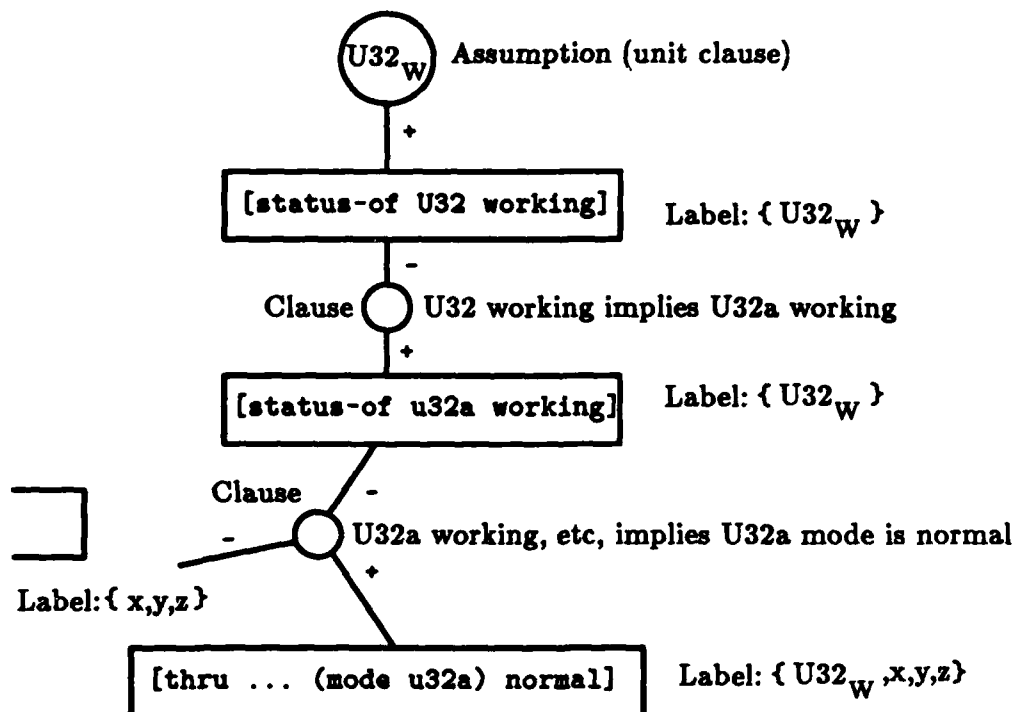 U32W Assumption (unit clause)
+
[status-of U32 working]
Label: { U32W }
-
Clause U32 working implies U32a working
+
[status-of u32a working]
Label: { U32W }
Clause -
- U32a working, etc, implies U32a mode is normal
+
Label: { x,y,z }
[thru ... (mode u32a) normal]
Label: { U32W ,x,y,z }